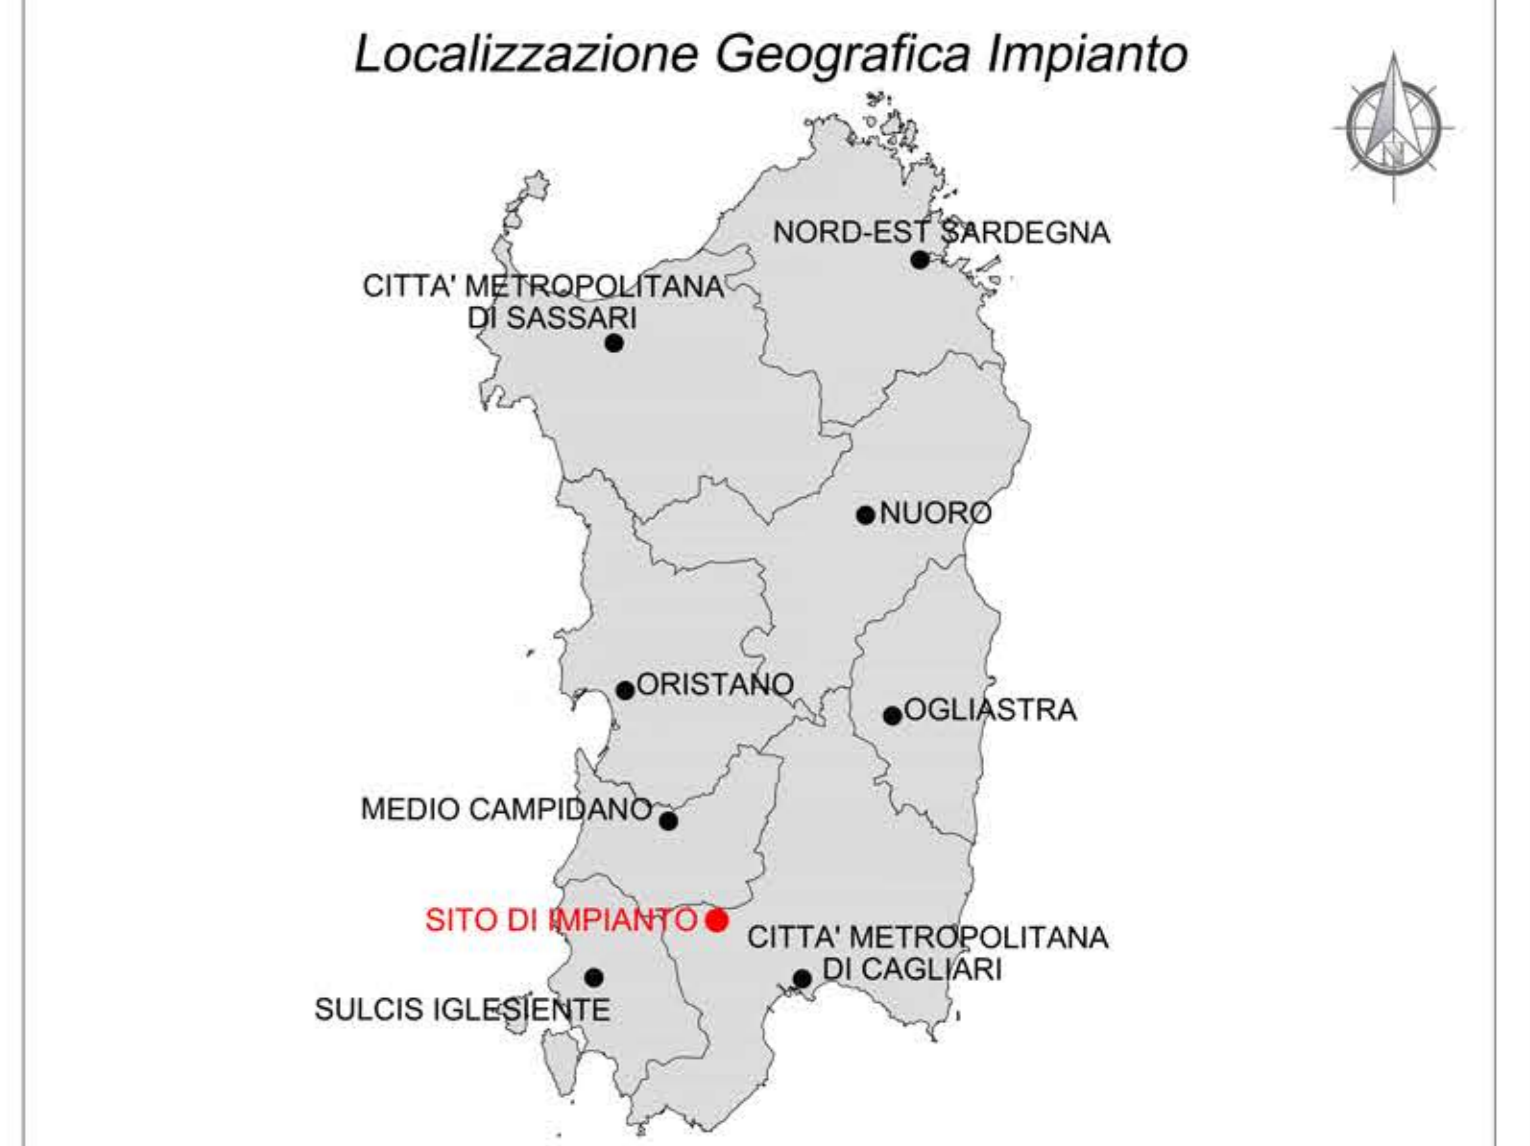 Localizzazione Geografica Impianto
N
NORD-EST SARDEGNA
CITTA' METROPOLITANA
DI SASSARI
NUORO
ORISTANO
OGLIASTRA
MEDIO CAMPIDANO
SITO DI IMPIANTO
CITTA' METROPOLITANA
DI CAGLIARI
SULCIS IGLESIENTE